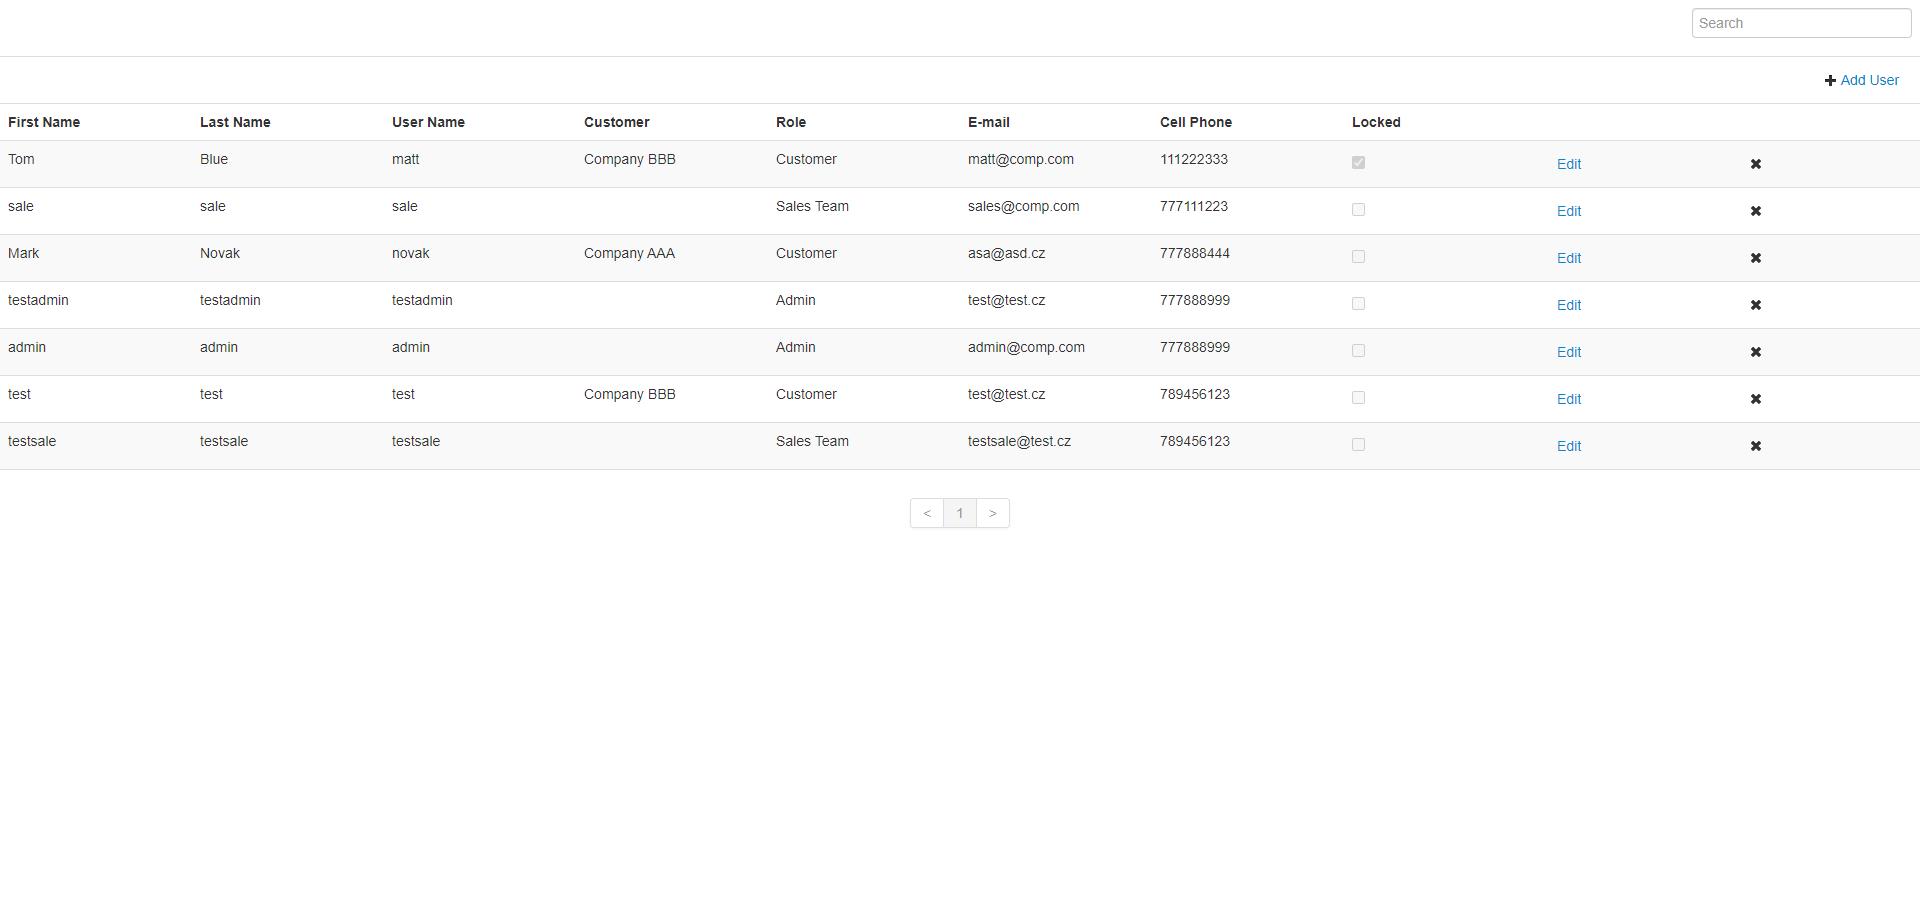 Search
Add User
First Name Last Name User Name Customer Role E-mail Cell Phone Locked
Tom Blue matt Company BBB Customer matt@comp.com 111222333 Edit
sale sale sale Sales Team sales@comp.com 777111223 Edit
Mark Novak novak Company AAA Customer asa@asd.cz 777888444 Edit
testadmin testadmin testadmin Admin test@test.cz 777888999 Edit
admin admin admin Admin admin@comp.com 777888999 Edit
test test test Company BBB Customer test@test.cz 789456123 Edit
testsale testsale testsale Sales Team testsale@test.cz 789456123 Edit
< 1 >